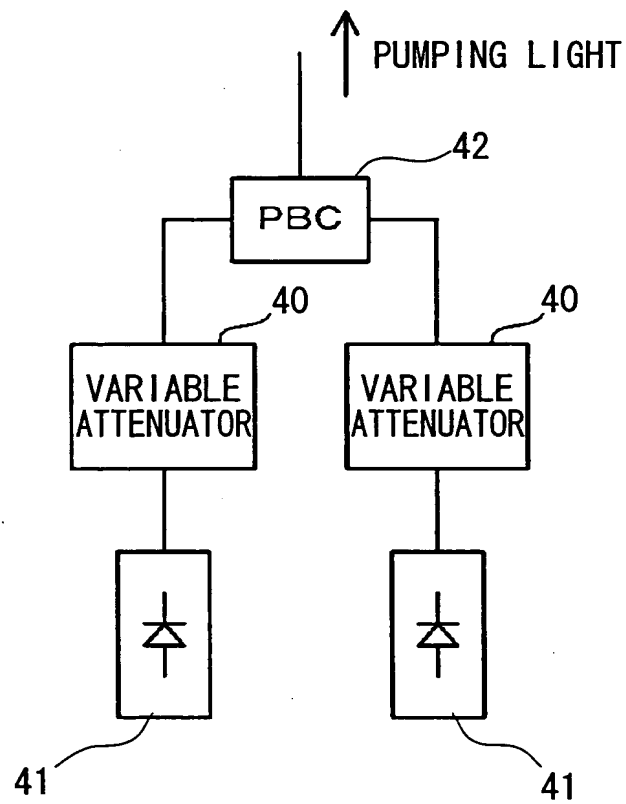 PUMPING LIGHT
42
PBC
40
40
VARIABLE
ATTENUATOR
VARIABLE
ATTENUATOR
41
41